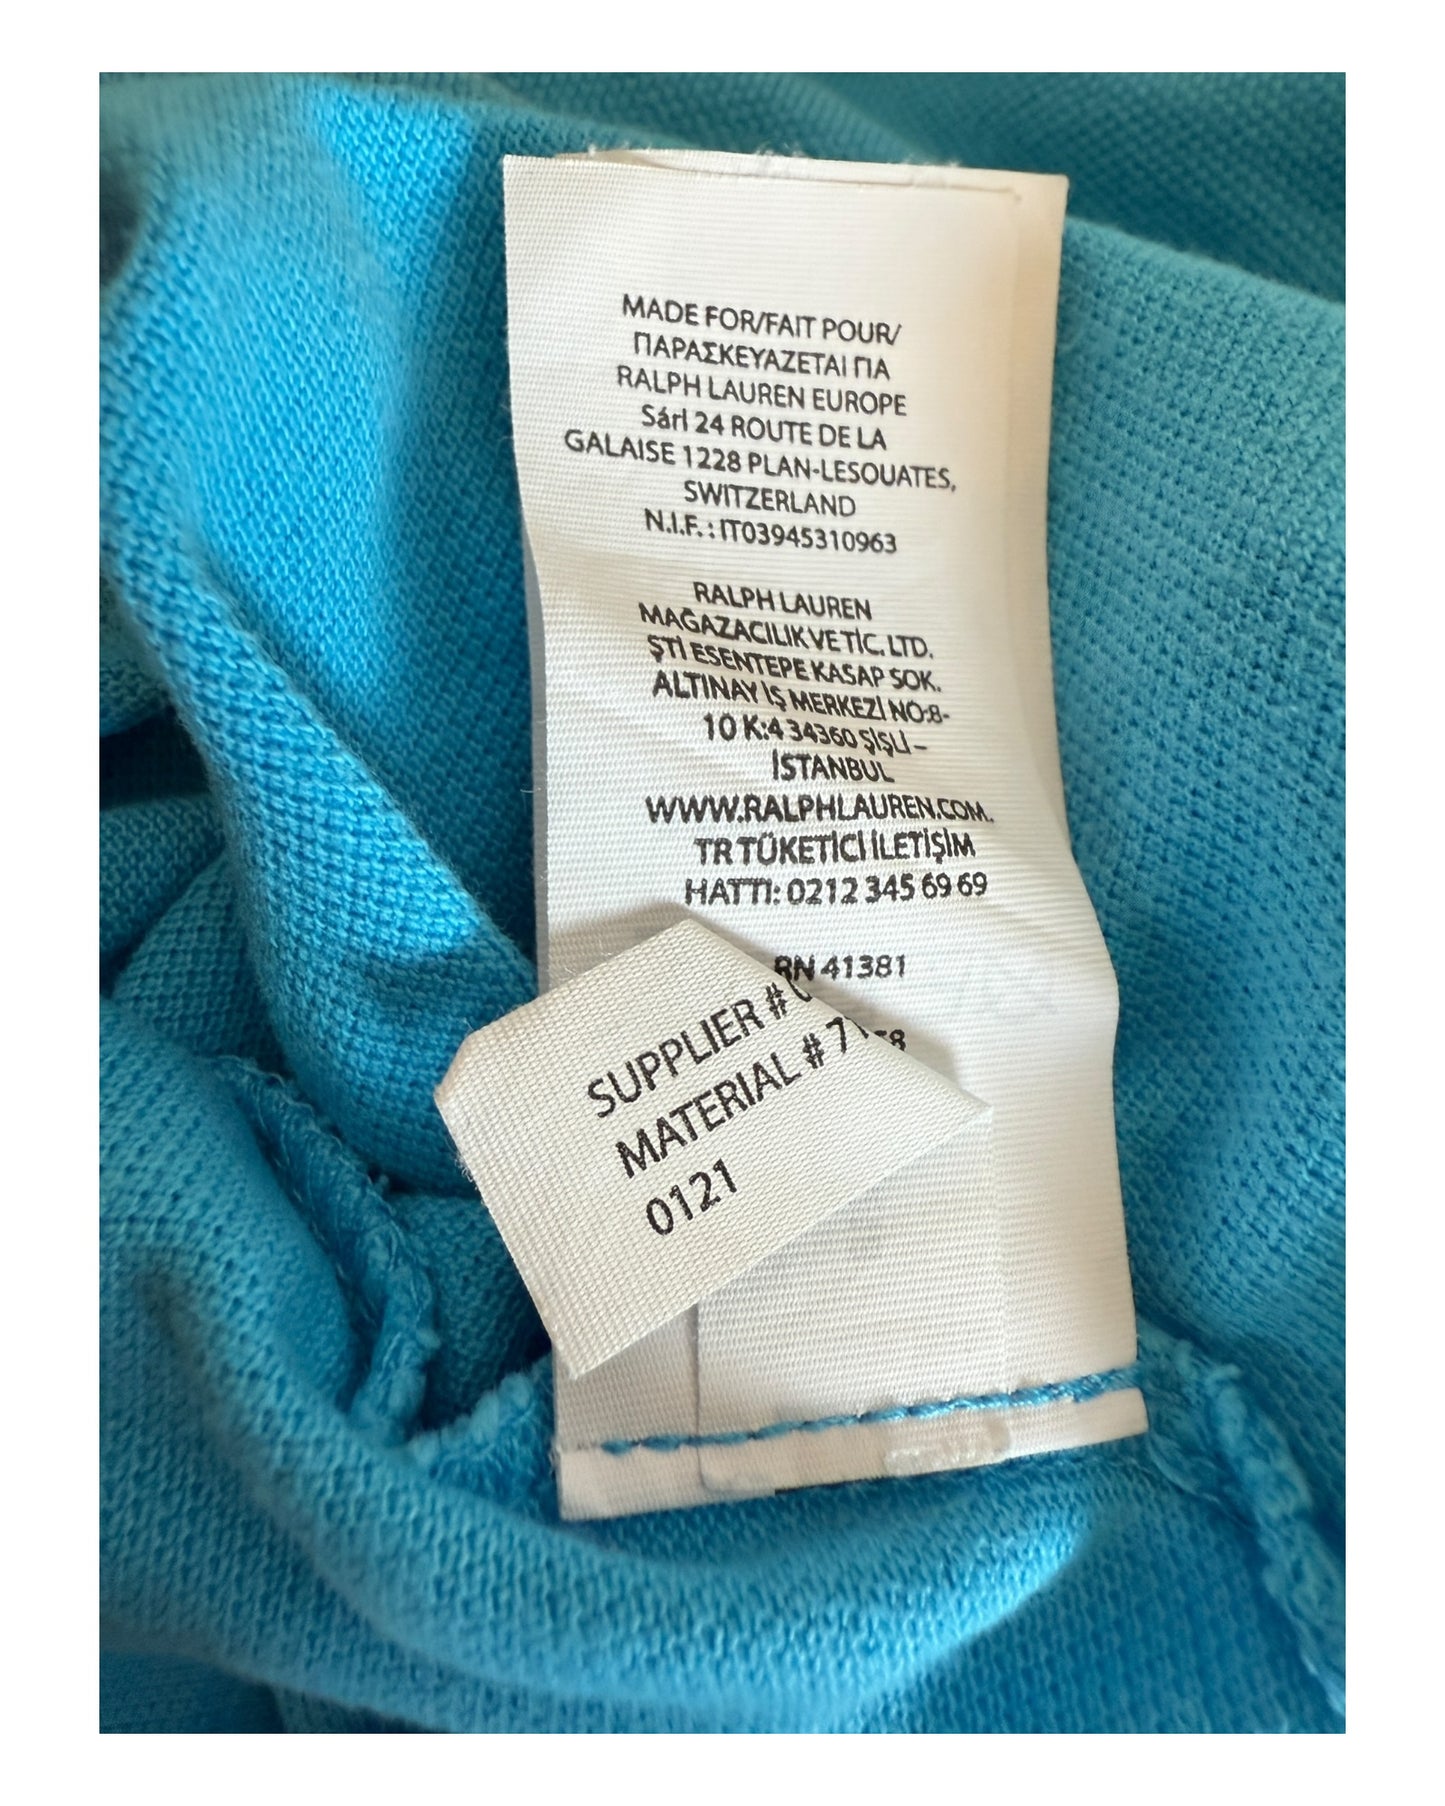 MADE FOR/FAIT POUR/
ΠΑΡΑΣΚΕΥΑΖΕΤΑΙ ΓΙΑ
RALPH LAUREN EUROPE
Sárl 24 ROUTE DE LA
GALAISE 1228 PLAN-LESOUATES,
SWITZERLAND
N.I.F. : IT03945310963
RALPH LAUREN
MAĞAZACILIK VE TİC. LTD.
ŞTİ ESENTEPE KASAP SOK.
ALTINAY İŞ MERKEZİ NO:8-
10 K:4 34360 ŞİŞLİ –
İSTANBUL
WWW.RALPHLAUREN.COM.
TR TÜKETİCİ İLETİŞİM
HATTI: 0212 345 69 69
RN 41381
SUPPLIER #
MATERIAL #
0121